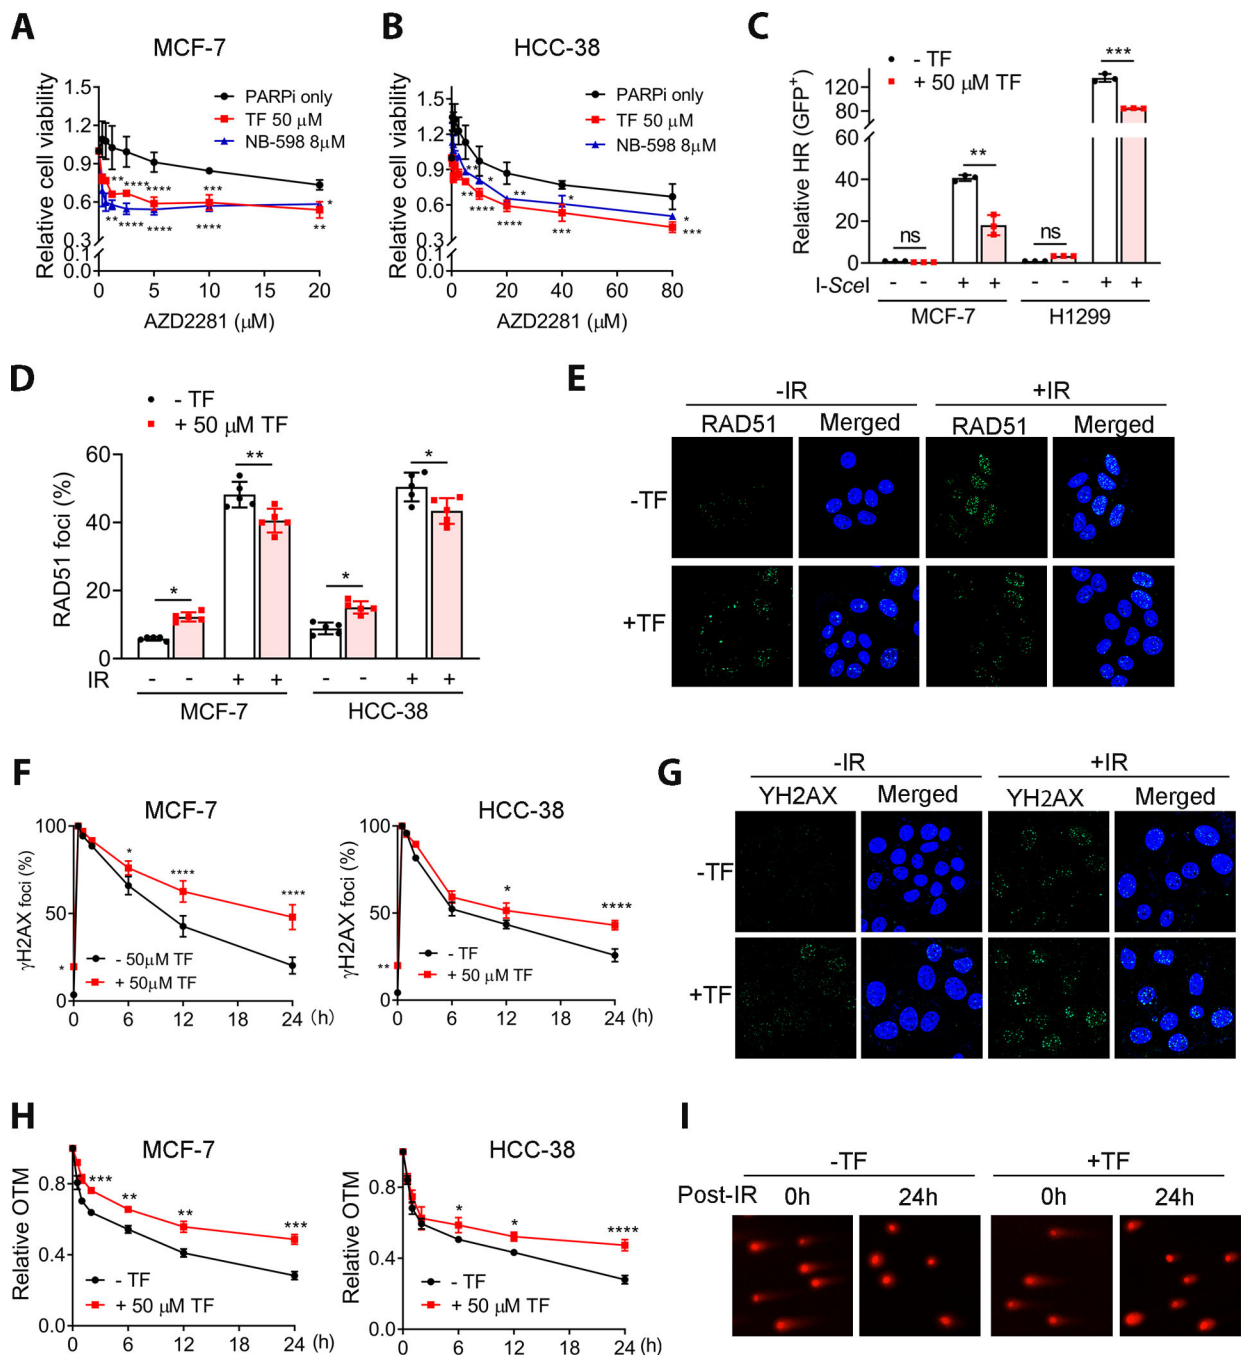 A
MCF-7
Relative cell viability
1.5
1.2
0.9
0.6
0.3
0.1
0.0
PARPi only
TF 50 μM
NB-598 8μM
** **** **** *** *
** **** **** **** **
0 5 10 15 20
AZD2281 (μM)
B
HCC-38
Relative cell viability
1.5
1.2
0.9
0.6
0.3
0.1
0.0
PARPi only
TF 50 μM
NB-598 8μM
** * ** * *
** **** **** *** ***
0 20 40 60 80
AZD2281 (μM)
C
- TF
+ 50 μM TF
Relative HR (GFP+)
120
80
60
40
20
0
ns ** ns ***
I-SceI - - + + - - + +
MCF-7 H1299
D
- TF
+ 50 μM TF
RAD51 foci (%)
60
40
20
0
* ** * *
IR - - + + - - + +
MCF-7 HCC-38
E
-IR +IR
RAD51 Merged RAD51 Merged
-TF
+TF
F
MCF-7
γH2AX foci (%)
100
50
0
* * **** ****
- 50μM TF
+ 50μM TF
0 6 12 18 24 (h)
HCC-38
γH2AX foci (%)
100
50
0
** * ****
- TF
+ 50 μM TF
0 6 12 18 24 (h)
G
-IR +IR
YH2AX Merged YH2AX Merged
-TF
+TF
H
MCF-7
Relative OTM
0.8
0.4
0.0
*** ** ** ***
- TF
+ 50 μM TF
0 6 12 18 24 (h)
HCC-38
Relative OTM
0.8
0.4
0.0
* * ****
- TF
+ 50 μM TF
0 6 12 18 24 (h)
I
-TF +TF
Post-IR 0h 24h 0h 24h